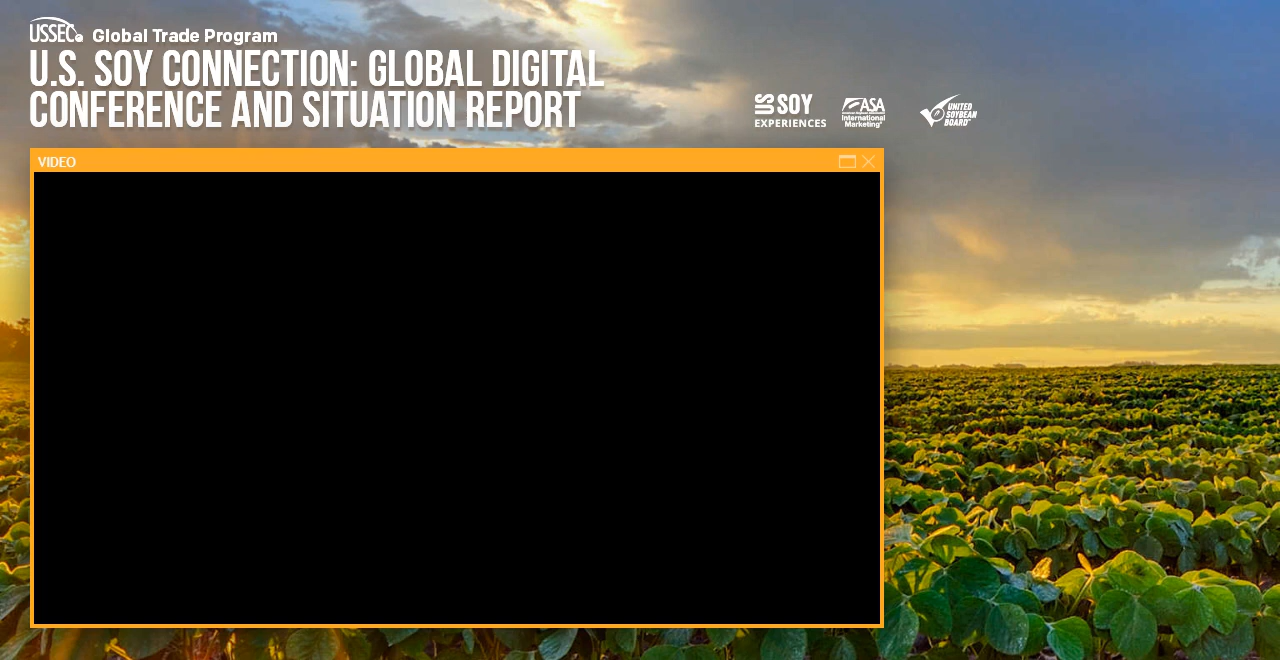 USSEC Global Trade Program
U.S. SOY CONNECTION: GLOBAL DIGITAL
CONFERENCE AND SITUATION REPORT
US SOY
EXPERIENCES
ASA
International
Marketing
UNITED
SOYBEAN
BOARD
VIDEO